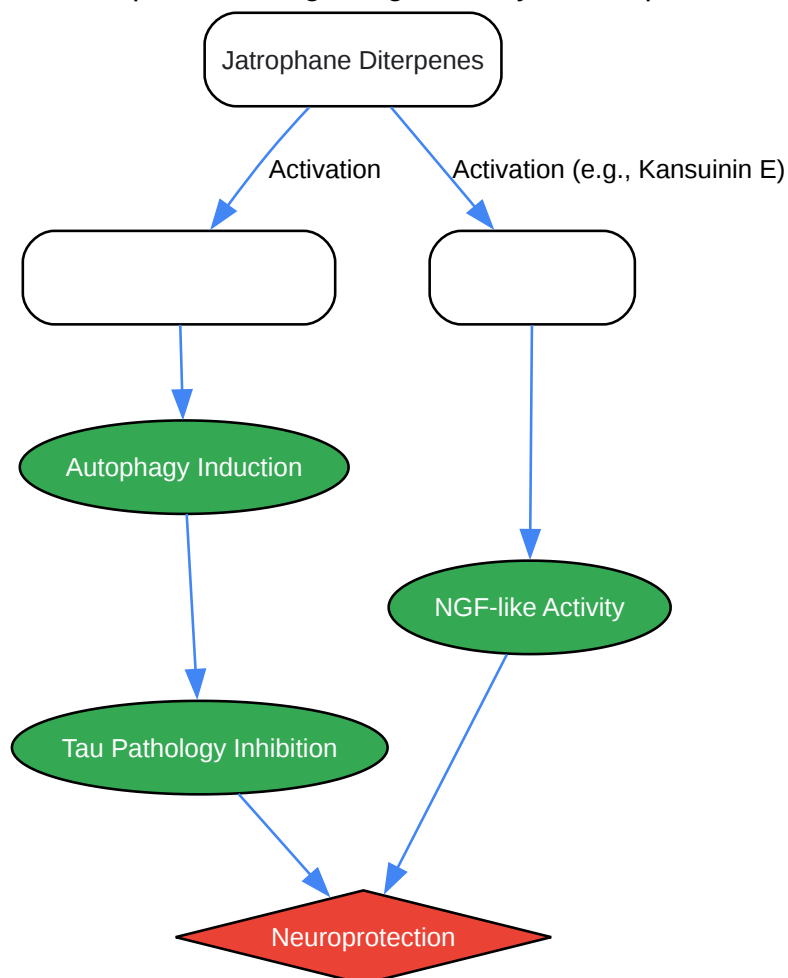 Jatrophane Diterpenes
Activation
Activation (e.g., Kansuinin E)
Autophagy Induction
NGF-like Activity
Tau Pathology Inhibition
Neuroprotection